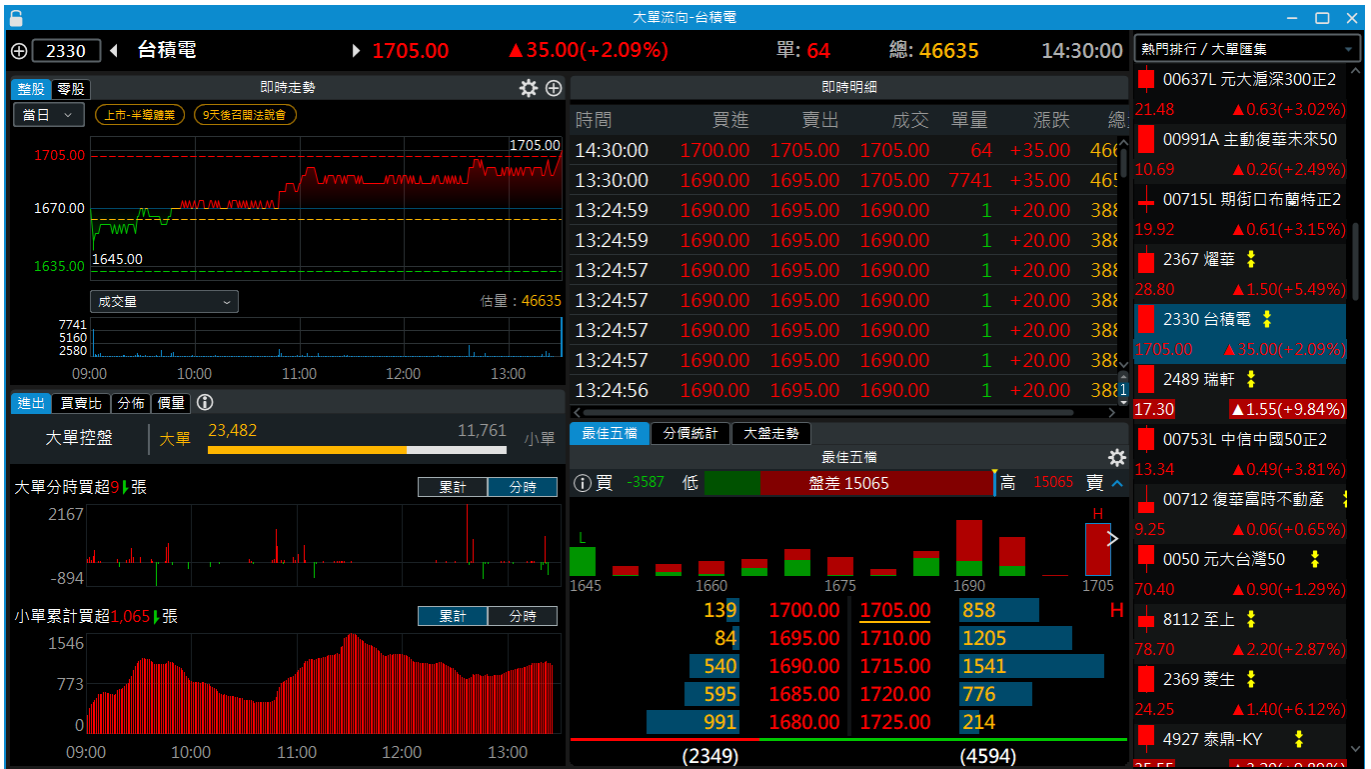 大單流向-台積電
2330 台積電 1705.00 ▲35.00(+2.09%) 單: 64 總: 46635 14:30:00
整股 零股 即時走勢
當日 上市-半導體業 9天後召開法說會
1705.00 1705.00
1670.00
1635.00 1645.00
成交量 估量：46635
7741
5160
2580
09:00 10:00 11:00 12:00 13:00
進出 買賣比 分佈 價量
大單控盤 大單 23,482 11,761 小單
大單分時買超9張 累計 分時
2167
-894
小單累計買超1,065張 累計 分時
1546
773
0
09:00 10:00 11:00 12:00 13:00
即時明細
時間 買進 賣出 成交 單量 漲跌 總
14:30:00 1700.00 1705.00 1705.00 64 +35.00 466
13:30:00 1690.00 1695.00 1705.00 7741 +35.00 465
13:24:59 1690.00 1695.00 1690.00 1 +20.00 388
13:24:59 1690.00 1695.00 1690.00 1 +20.00 388
13:24:57 1690.00 1695.00 1690.00 1 +20.00 388
13:24:57 1690.00 1695.00 1690.00 1 +20.00 388
13:24:57 1690.00 1695.00 1690.00 1 +20.00 388
13:24:57 1690.00 1695.00 1690.00 1 +20.00 388
13:24:56 1690.00 1695.00 1690.00 1 +20.00 388 1
最佳五檔 分價統計 大盤走勢
最佳五檔
買 -3587 低 盤差 15065 高 15065 賣
L H
1645 1660 1675 1690 1705
139 1700.00 1705.00 858 H
84 1695.00 1710.00 1205
540 1690.00 1715.00 1541
595 1685.00 1720.00 776
991 1680.00 1725.00 214
(2349) (4594)
熱門排行 / 大單匯集
00637L 元大滬深300正2
21.48 ▲0.63(+3.02%)
00991A 主動復華未來50
10.69 ▲0.26(+2.49%)
00715L 期街口布蘭特正2
19.92 ▲0.61(+3.15%)
2367 燿華
28.80 ▲1.50(+5.49%)
2330 台積電
1705.00 ▲35.00(+2.09%)
2489 瑞軒
17.30 ▲1.55(+9.84%)
00753L 中信中國50正2
13.34 ▲0.49(+3.81%)
00712 復華富時不動產
9.25 ▲0.06(+0.65%)
0050 元大台灣50
70.40 ▲0.90(+1.29%)
8112 至上
78.70 ▲2.20(+2.87%)
2369 菱生
24.25 ▲1.40(+6.12%)
4927 泰鼎-KY